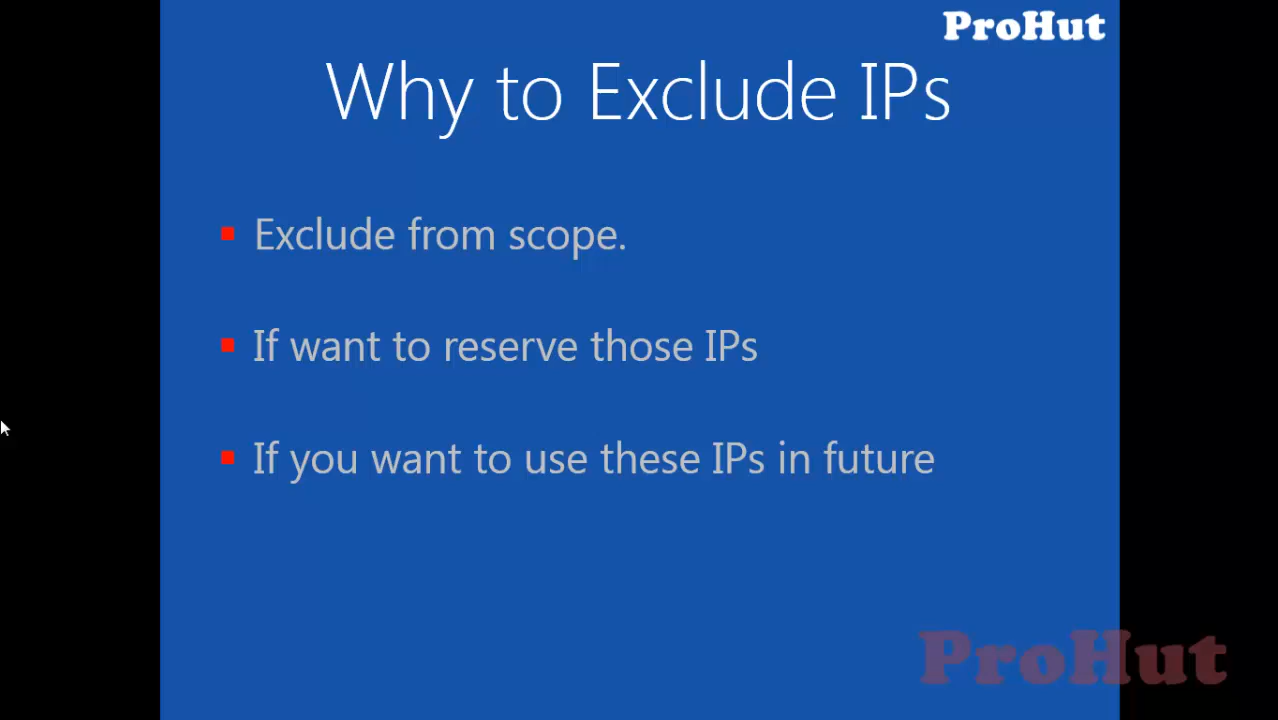 ProHut
Why to Exclude IPs
Exclude from scope.
If want to reserve those IPs
If you want to use these IPs in future
ProHut